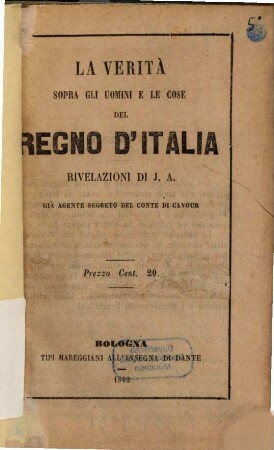 5.
LA VERITÀ
SOPRA GLI UOMINI E LE COSE
DEL
REGNO D'ITALIA
RIVELAZIONI DI J. A.
GIÀ AGENTE SEGRETO DEL CONTE DI CAVOUR
Prezzo Cent. 20.
BOLOGNA
TIPI MAREGGIANI ALL'INSEGNA DI DANTE
1862